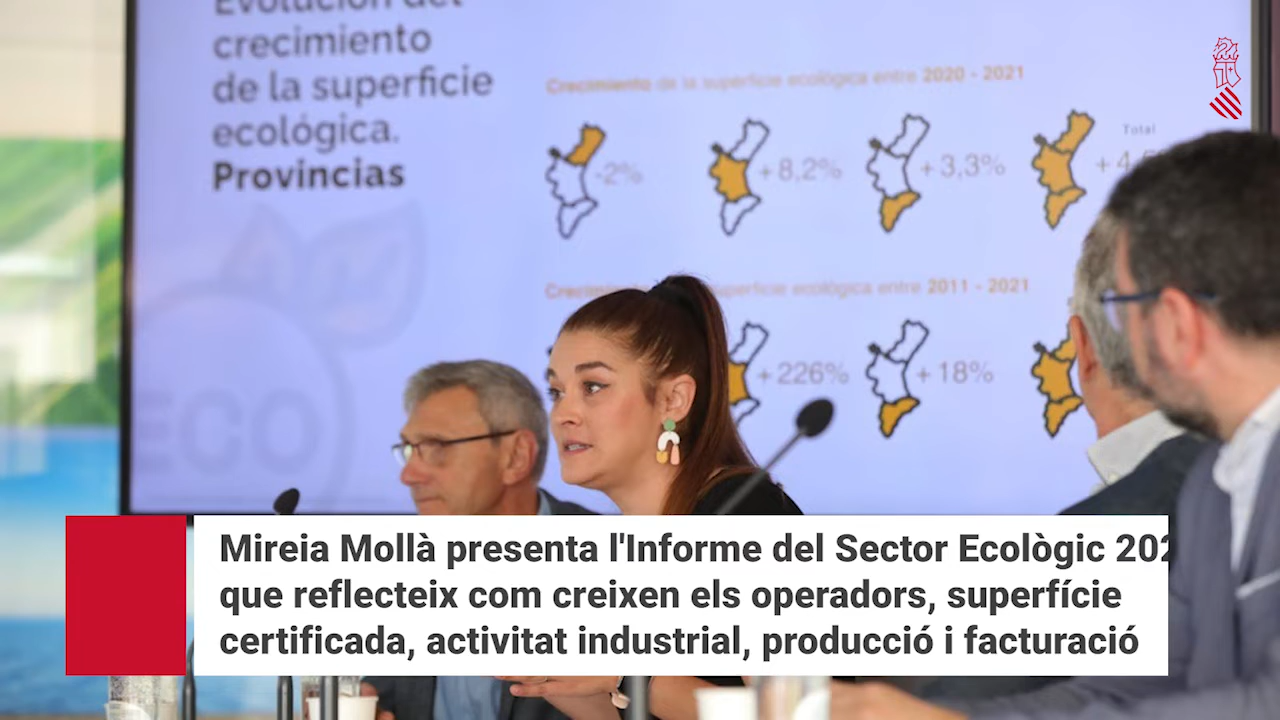 Evolución del
crecimiento
de la superficie
ecológica.
Provincias
Crecimiento de la superficie ecológica entre 2020 - 2021
-2%
+8,2%
+3,3%
Total
superficie ecológica entre 2011 - 2021
+226%
+18%
ECO
Mireia Mollà presenta l'Informe del Sector Ecològic
que reflecteix com creixen els operadors, superfície
certificada, activitat industrial, producció i facturació